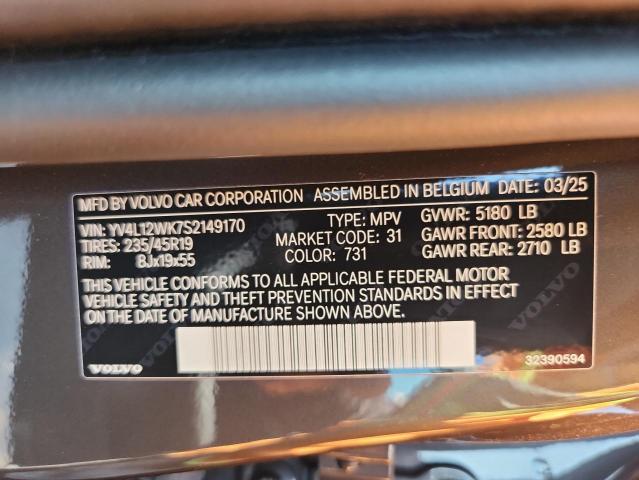 MFD BY VOLVO CAR CORPORATION ASSEMBLED IN BELGIUM DATE: 03/25
VIN: YV4L12WK7S2149170 TYPE: MPV GVWR: 5180 LB
TIRES: 235/45R19 MARKET CODE: 31 GAWR FRONT: 2580 LB
RIM: 8Jx19x55 COLOR: 731 GAWR REAR: 2710 LB
THIS VEHICLE CONFORMS TO ALL APPLICABLE FEDERAL MOTOR
VEHICLE SAFETY AND THEFT PREVENTION STANDARDS IN EFFECT
ON THE DATE OF MANUFACTURE SHOWN ABOVE.
VOLVO 32390594